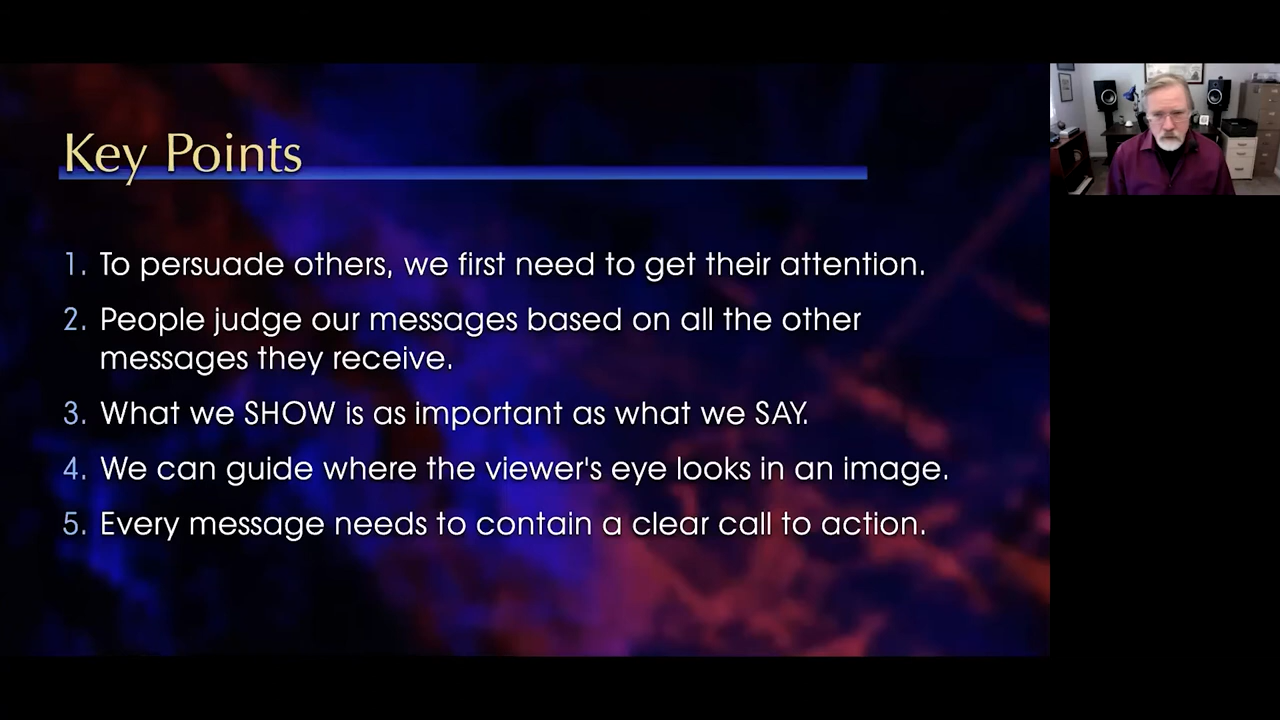 Key Points
1. To persuade others, we first need to get their attention.
2. People judge our messages based on all the other
messages they receive.
3. What we SHOW is as important as what we SAY.
4. We can guide where the viewer's eye looks in an image.
5. Every message needs to contain a clear call to action.